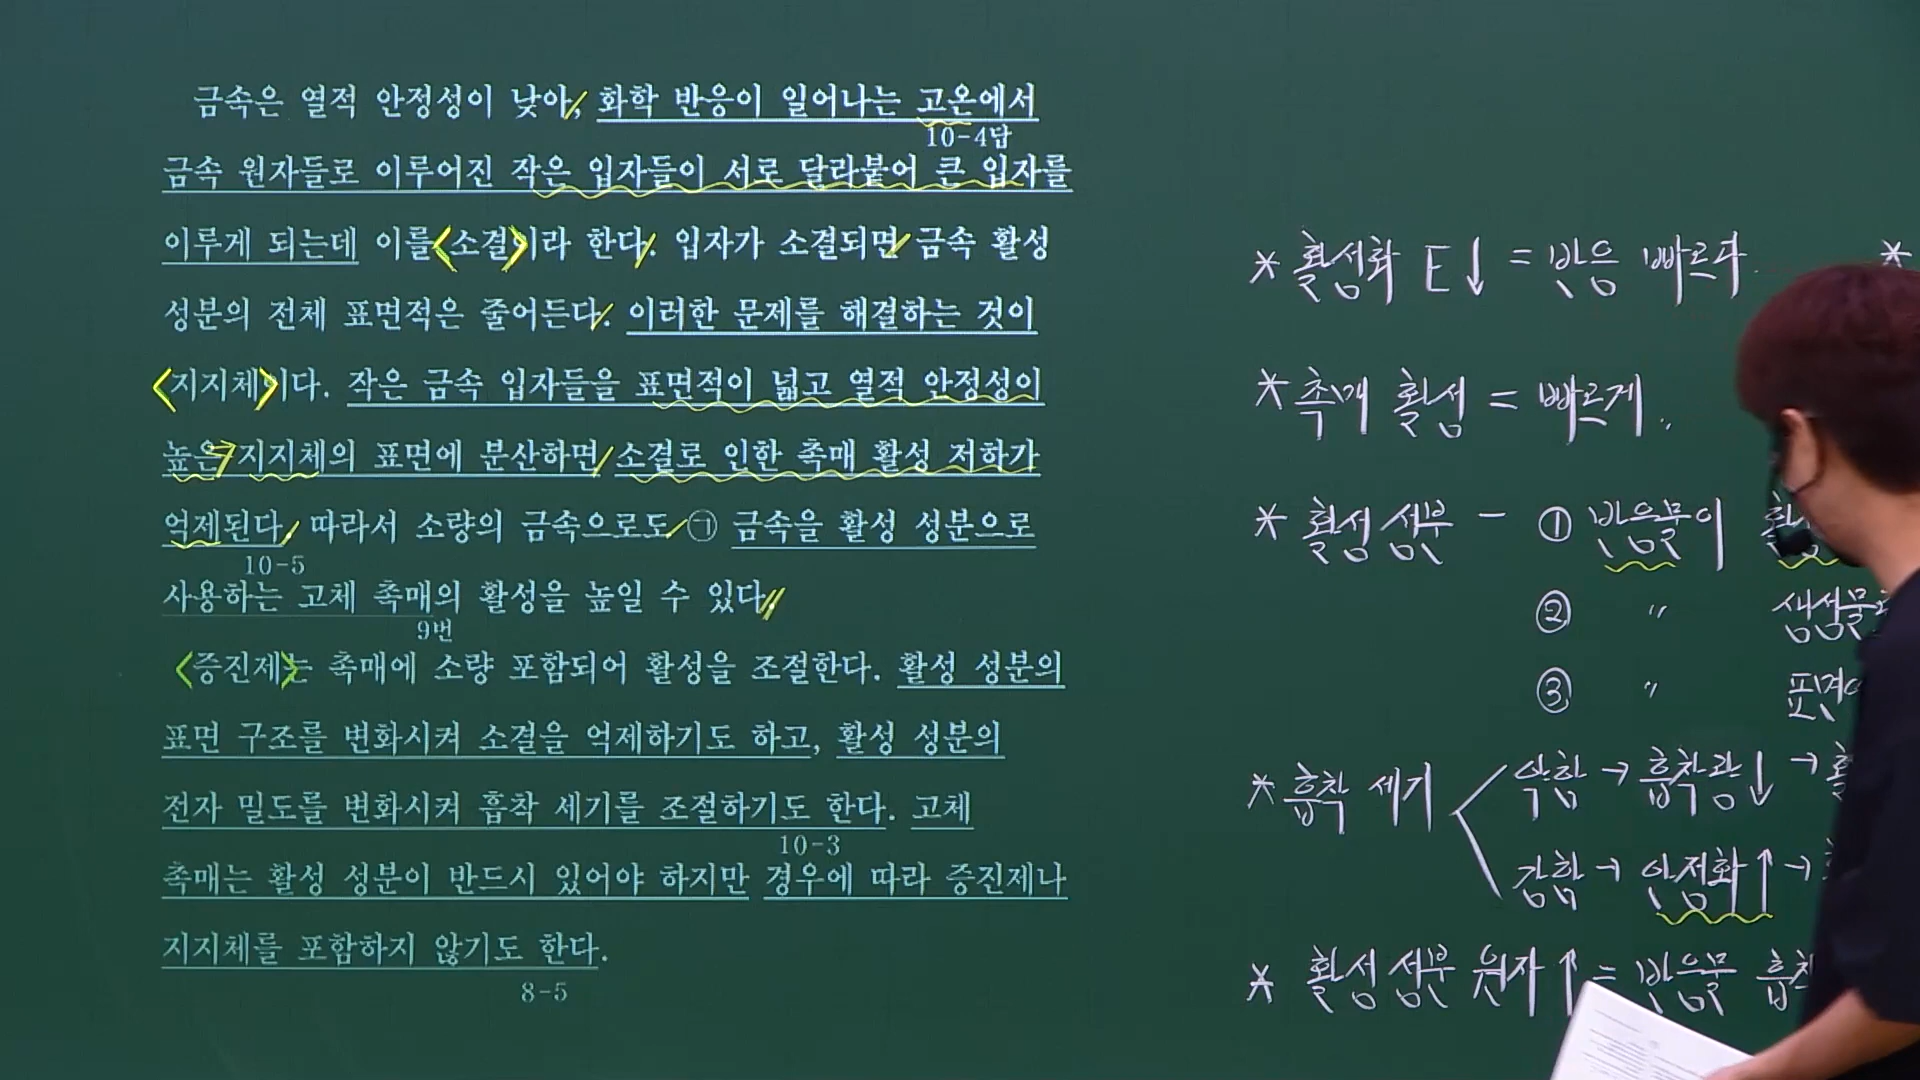 금속은 열적 안정성이 낮아, 화학 반응이 일어나는 고온에서
10-4답
금속 원자들로 이루어진 작은 입자들이 서로 달라붙어 큰 입자를
이루게 되는데 이를 <소결>이라 한다. 입자가 소결되면 금속 활성
성분의 전체 표면적은 줄어든다. 이러한 문제를 해결하는 것이
<지지체>이다. 작은 금속 입자들을 표면적이 넓고 열적 안정성이
높은 지지체의 표면에 분산하면 소결로 인한 촉매 활성 저하가
억제된다. 따라서 소량의 금속으로도 ㉠ 금속을 활성 성분으로
10-5
사용하는 고체 촉매의 활성을 높일 수 있다.
9번
<증진제>는 촉매에 소량 포함되어 활성을 조절한다. 활성 성분의
표면 구조를 변화시켜 소결을 억제하기도 하고, 활성 성분의
전자 밀도를 변화시켜 흡착 세기를 조절하기도 한다. 고체
10-3
촉매는 활성 성분이 반드시 있어야 하지만 경우에 따라 증진제나
지지체를 포함하지 않기도 한다.
8-5
* 활성화 E↓ = 반응 빠르다.
*
* 촉매 활성 = 빠르게..
* 활성 성분 - ① 반응물이
② 〃 생성물
③ 〃 표면
* 흡착 세기
약함 → 흡착량↓ →
강함 → 안정화↑ →
* 활성 성분 원자↑ = 반응물 흡착